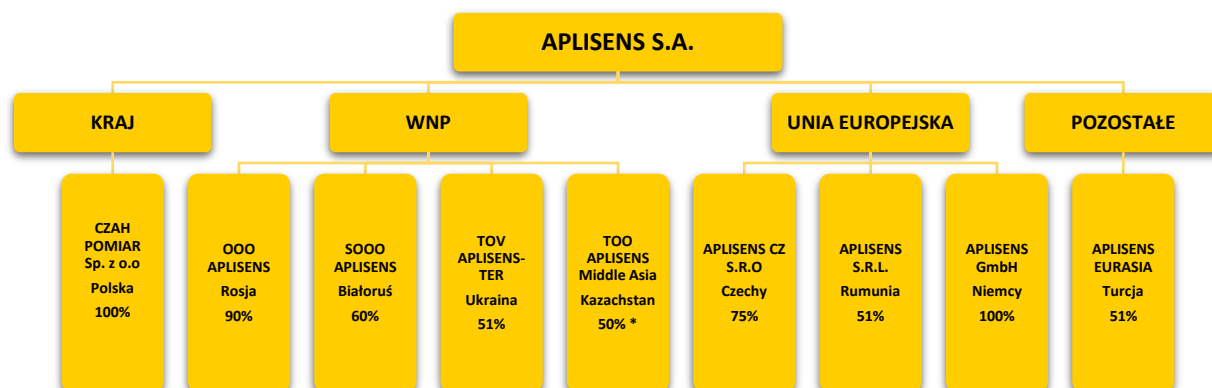 APLISENS S.A.
KRAJ
WNP
UNIA EUROPEJSKA
POZOSTAŁE
CZAH
POMIAR
Sp. z o.o
Polska
100%
OOO
APLISENS
Rosja
90%
SOOO
APLISENS
Białoruś
60%
TOV
APLISENS-
TER
Ukraina
51%
TOO
APLISENS
Middle Asia
Kazachstan
50% *
APLISENS CZ
S.R.O
Czechy
75%
APLISENS
S.R.L.
Rumunia
51%
APLISENS
GmbH
Niemcy
100%
APLISENS
EURASIA
Turcja
51%